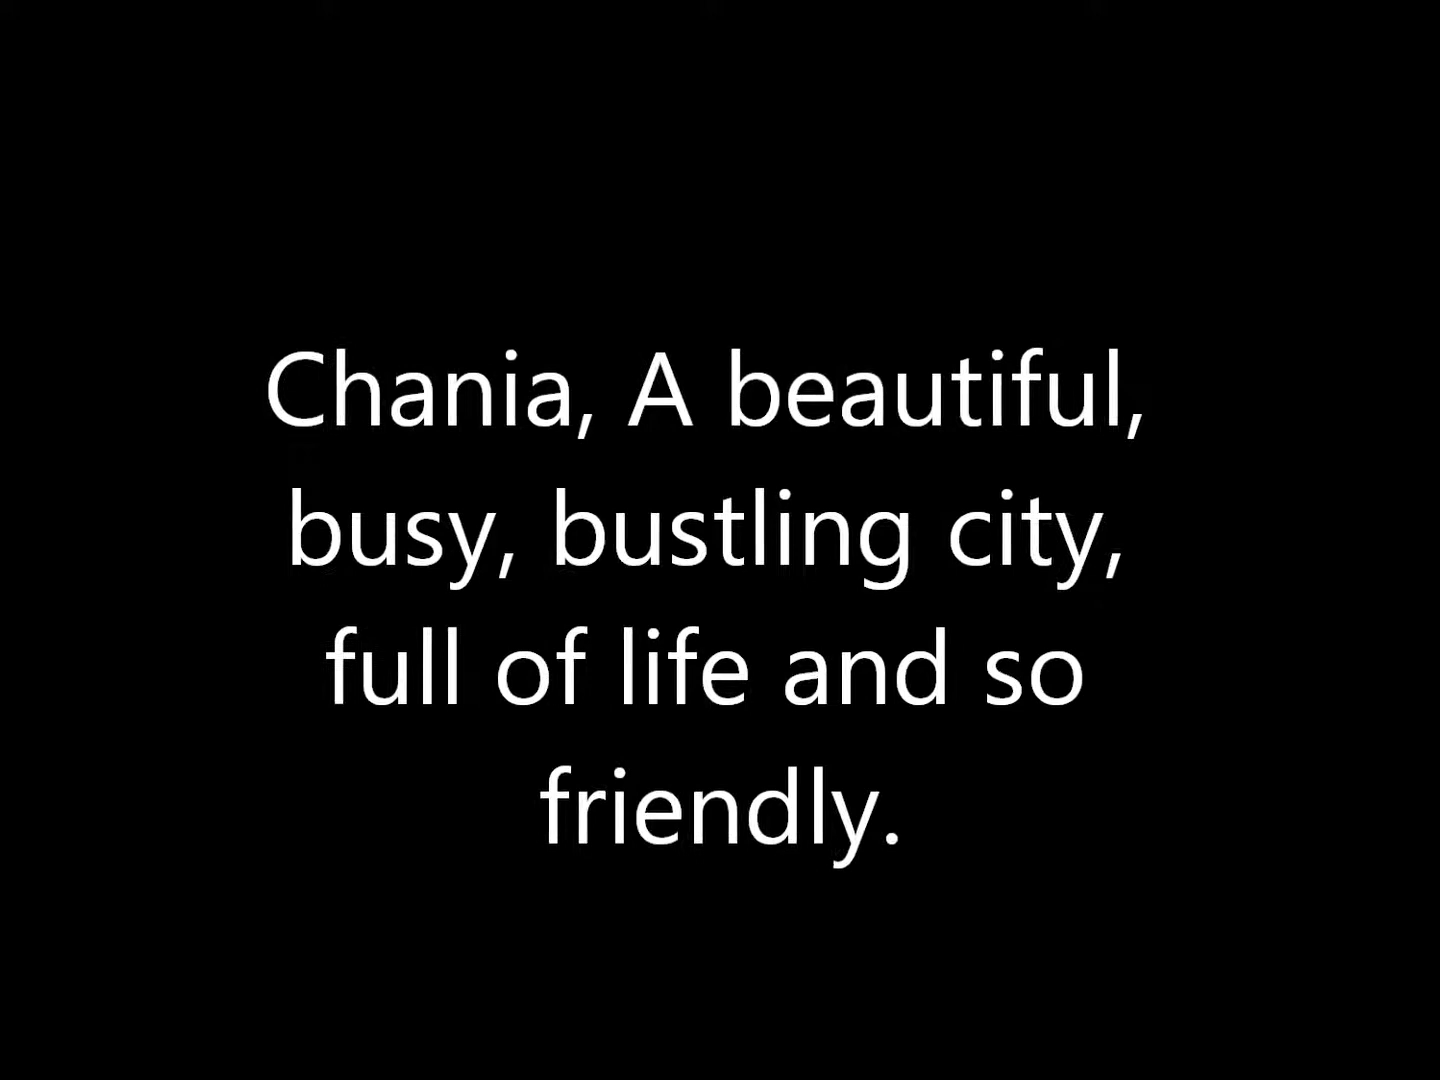 Chania, A beautiful,
busy, bustling city,
full of life and so
friendly.